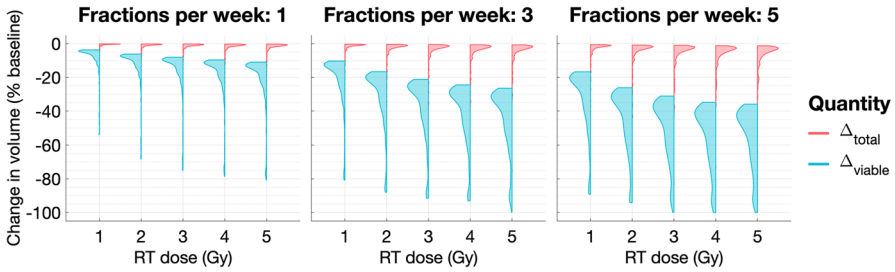 Fractions per week: 1
Fractions per week: 3
Fractions per week: 5
Change in volume (% baseline)
0
-20
-40
-60
-80
-100
1 2 3 4 5
1 2 3 4 5
1 2 3 4 5
RT dose (Gy)
RT dose (Gy)
RT dose (Gy)
Quantity
Δtotal
Δviable